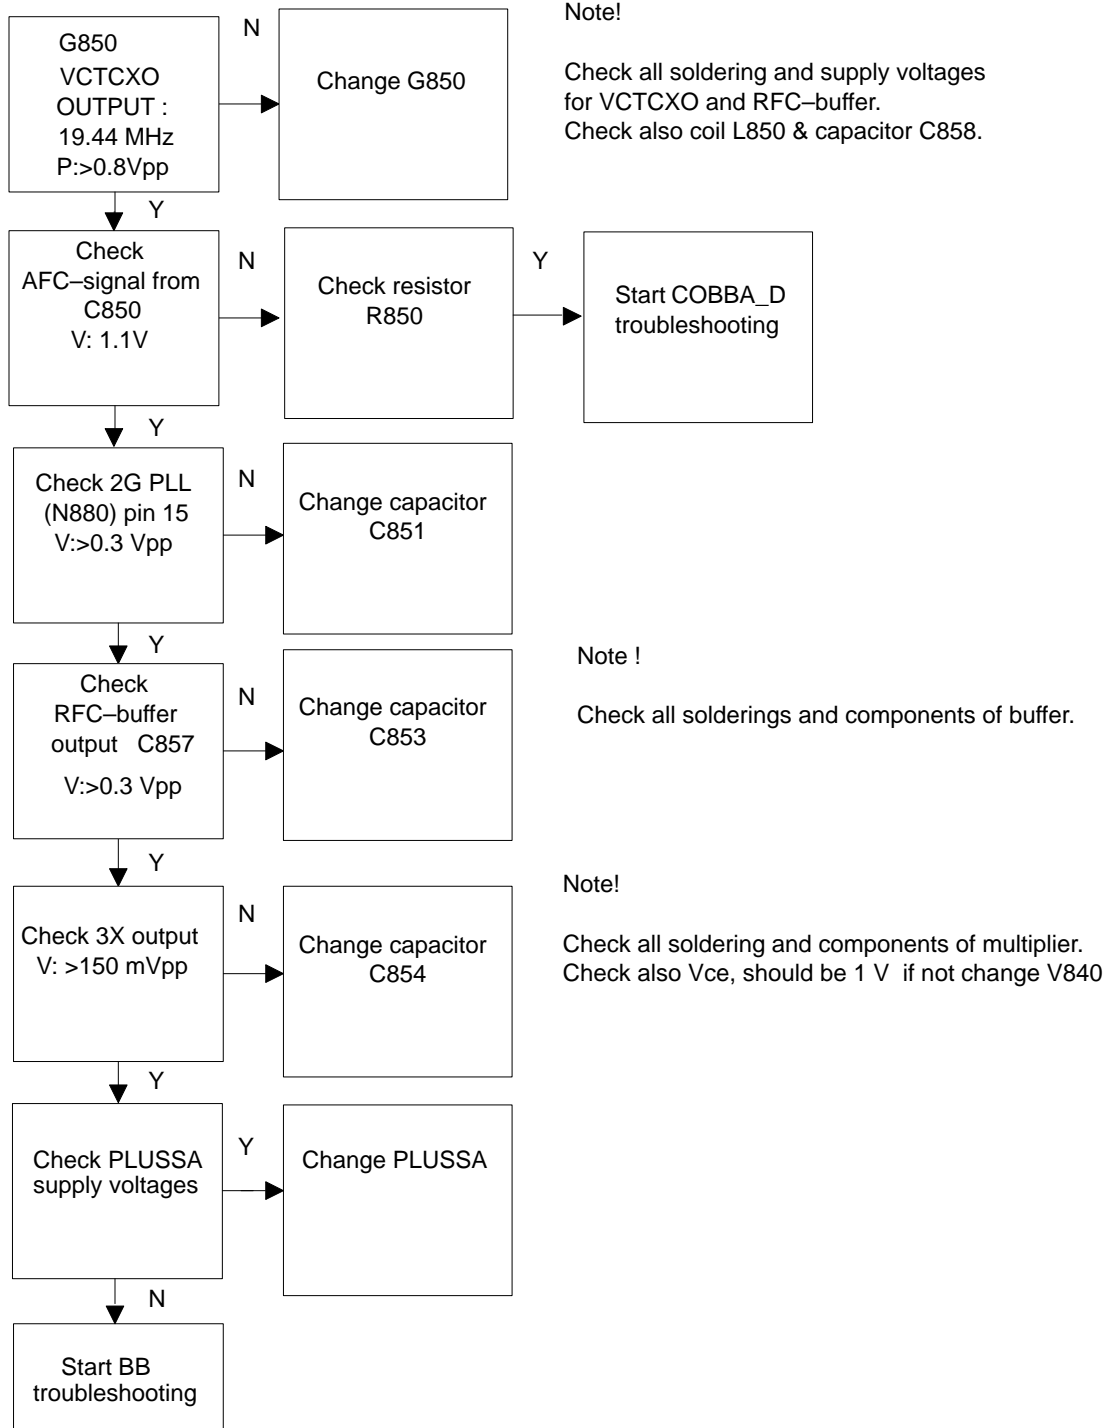 G850
VCTCXO
OUTPUT :
19.44 MHz
P:>0.8Vpp
N
Change G850
Note!
Check all soldering and supply voltages
for VCTCXO and RFC–buffer.
Check also coil L850 & capacitor C858.
Y
Check
AFC–signal from
C850
V: 1.1V
N
Check resistor
R850
Y
Start COBBA_D
troubleshooting
Y
Check 2G PLL
(N880) pin 15
V:>0.3 Vpp
N
Change capacitor
C851
Y
Check
RFC–buffer
output C857
V:>0.3 Vpp
N
Change capacitor
C853
Note !
Check all solderings and components of buffer.
Y
Check 3X output
V: >150 mVpp
N
Change capacitor
C854
Note!
Check all soldering and components of multiplier.
Check also Vce, should be 1 V if not change V840
Y
Check PLUSSA
supply voltages
Y
Change PLUSSA
N
Start BB
troubleshooting